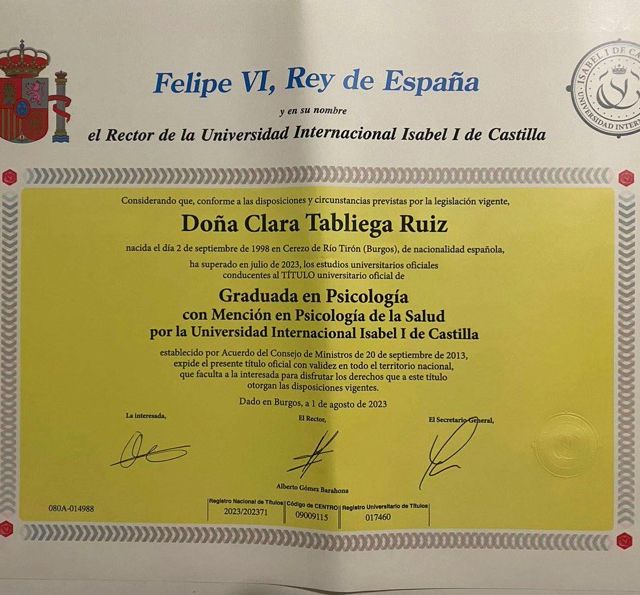 Felipe VI, Rey de España
y en su nombre
el Rector de la Universidad Internacional Isabel I de Castilla
ISABEL I DE CA
UNIVERSIDAD INTERN
Considerando que, conforme a las disposiciones y circunstancias previstas por la legislación vigente,
Doña Clara Tabliega Ruiz
nacida el día 2 de septiembre de 1998 en Cerezo de Río Tirón (Burgos), de nacionalidad española,
ha superado en julio de 2023, los estudios universitarios oficiales
conducentes al TÍTULO universitario oficial de
Graduada en Psicología
con Mención en Psicología de la Salud
por la Universidad Internacional Isabel I de Castilla
establecido por Acuerdo del Consejo de Ministros de 20 de septiembre de 2013,
expide el presente título oficial con validez en todo el territorio nacional,
que faculta a la interesada para disfrutar los derechos que a este título
otorgan las disposiciones vigentes.
Dado en Burgos, a 1 de agosto de 2023
La interesada,
El Rector,
El Secretario General,
Alberto Gómez Barahona
080A-014988
Registro Nacional de Títulos
2023/202371
Código de CENTRO
09009115
Registro Universitario de Títulos
017460